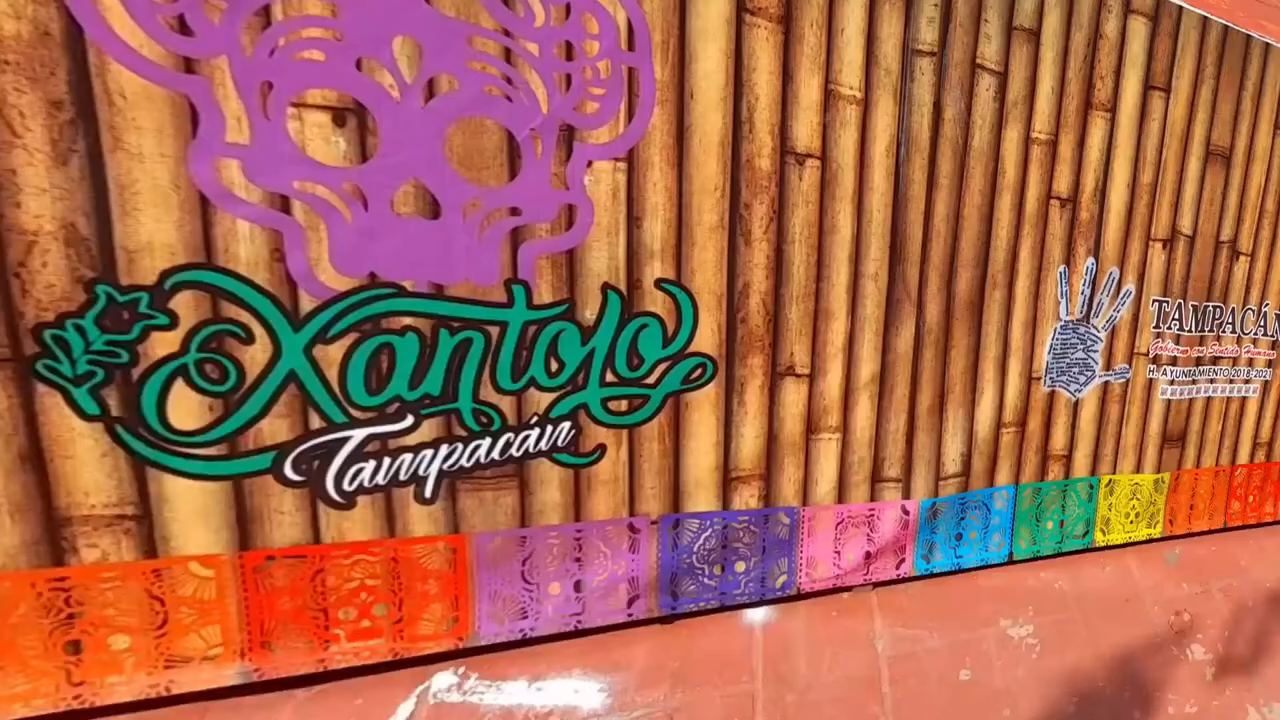 Xantolo
Tampacán
TAMPACÁN
Gobierno con Sentido Humano
H. AYUNTAMIENTO 2018-2021